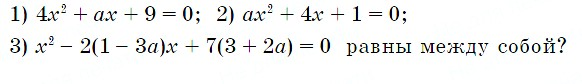 1) 4x² + ax + 9 = 0; 2) ax² + 4x + 1 = 0;
3) x² − 2(1 − 3a)x + 7(3 + 2a) = 0 равны между собой?